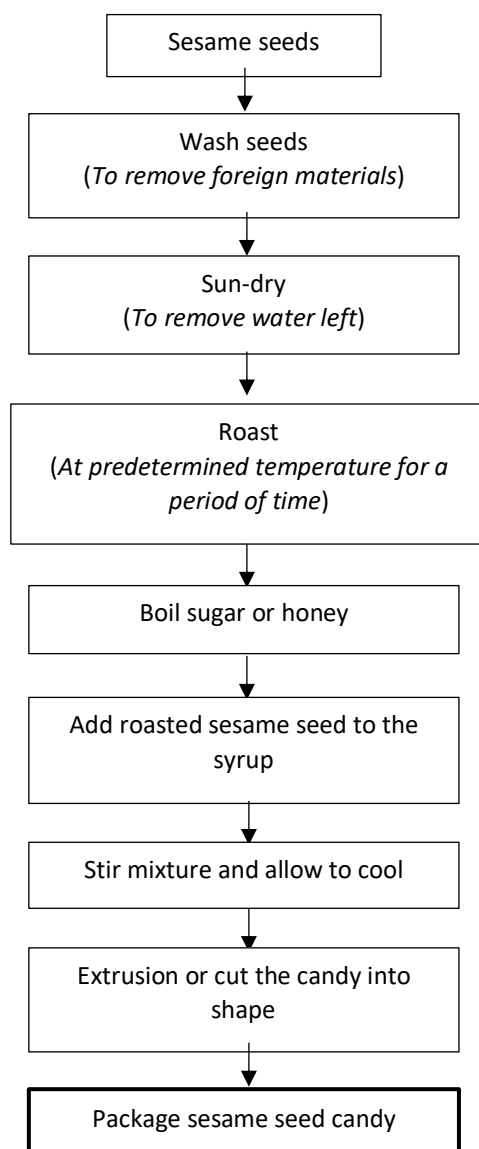 Sesame seeds
Wash seeds
(To remove foreign materials)
Sun-dry
(To remove water left)
Roast
(At predetermined temperature for a
period of time)
Boil sugar or honey
Add roasted sesame seed to the
syrup
Stir mixture and allow to cool
Extrusion or cut the candy into
shape
Package sesame seed candy